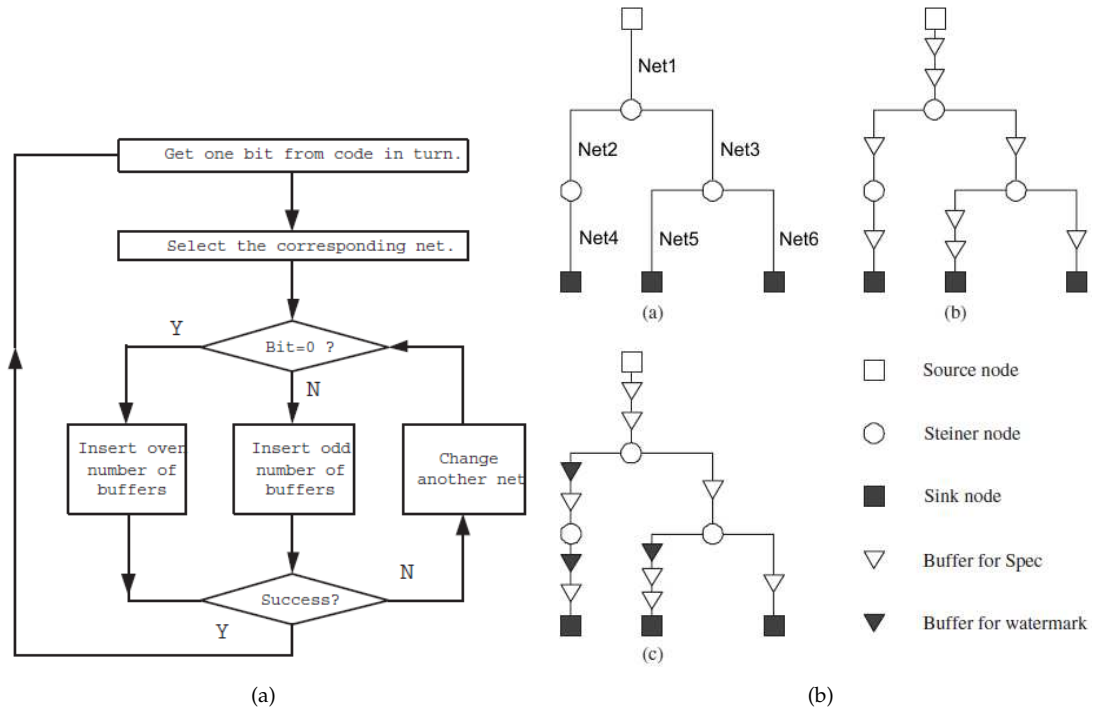 Get one bit from code in turn.
Select the corresponding net.
Y
Bit=0 ?
N
Insert oven
number of
buffers
Insert odd
number of
buffers
Change
another net
N
Success?
Y
(a)
Net1
Net2
Net3
Net4
Net5
Net6
(a)
(b)
(c)
Source node
Steiner node
Sink node
Buffer for Spec
Buffer for watermark
(b)